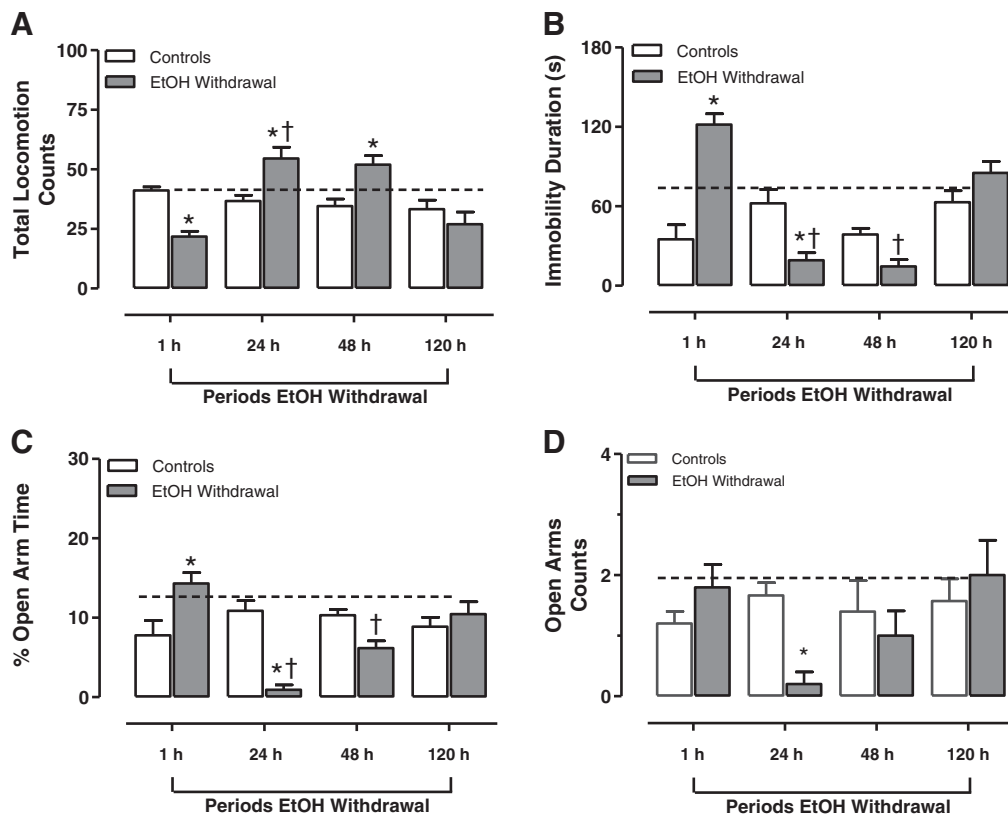 A
Total Locomotion
Counts
100
75
50
25
0
Controls
EtOH Withdrawal
*
*†
*
1 h
24 h
48 h
120 h
Periods EtOH Withdrawal
B
Immobility Duration (s)
180
120
60
0
Controls
EtOH Withdrawal
*
*†
†
1 h
24 h
48 h
120 h
Periods EtOH Withdrawal
C
% Open Arm Time
30
20
10
0
Controls
EtOH Withdrawal
*
*†
†
1 h
24 h
48 h
120 h
Periods EtOH Withdrawal
D
Open Arms
Counts
4
2
0
Controls
EtOH Withdrawal
*
1 h
24 h
48 h
120 h
Periods EtOH Withdrawal